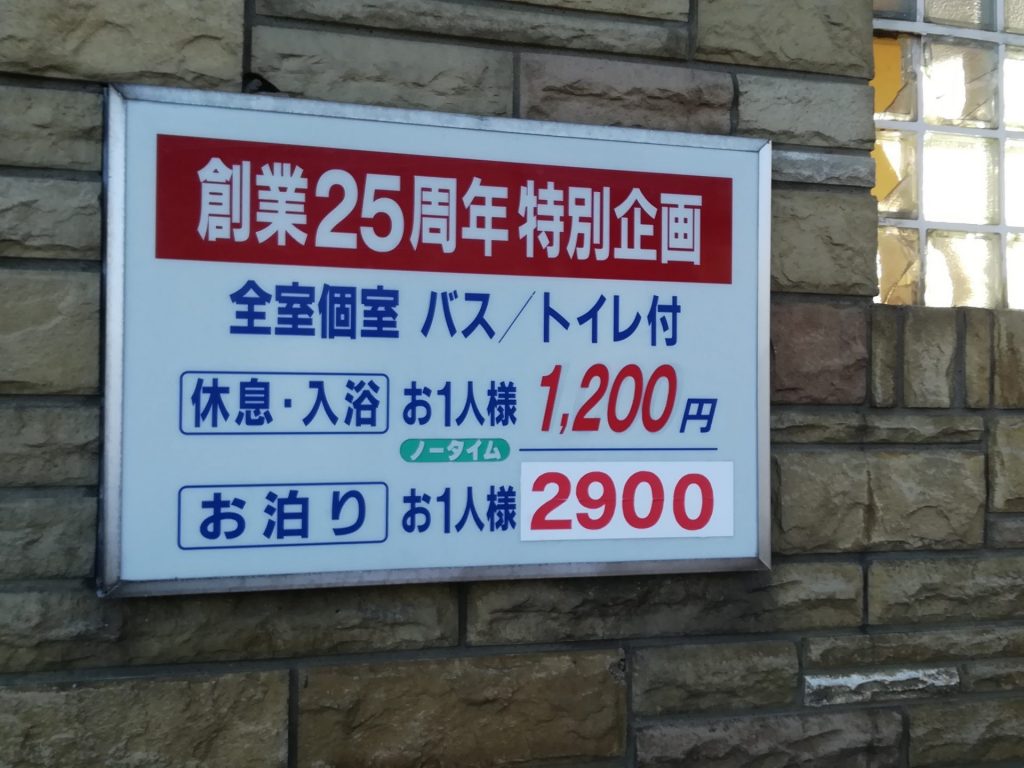 創業25周年 特別企画
全室個室 バス／トイレ付
休息・入浴 お1人様 1,200円
ノータイム
お泊り お1人様 2900